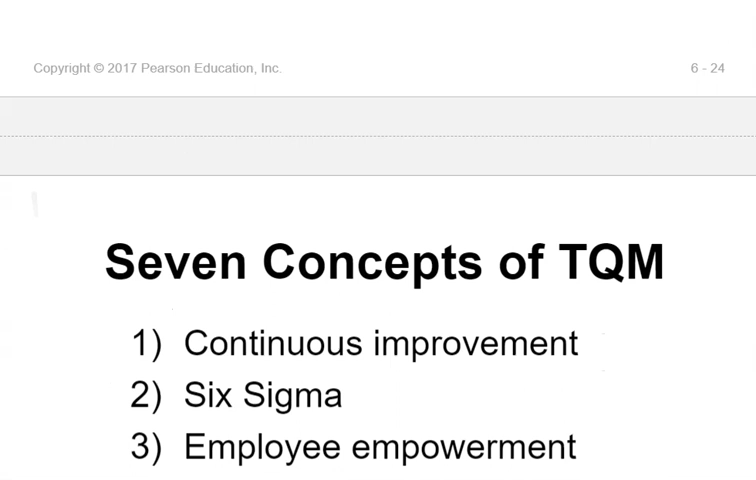 Copyright © 2017 Pearson Education, Inc. 6 - 24
Seven Concepts of TQM
1) Continuous improvement
2) Six Sigma
3) Employee empowerment